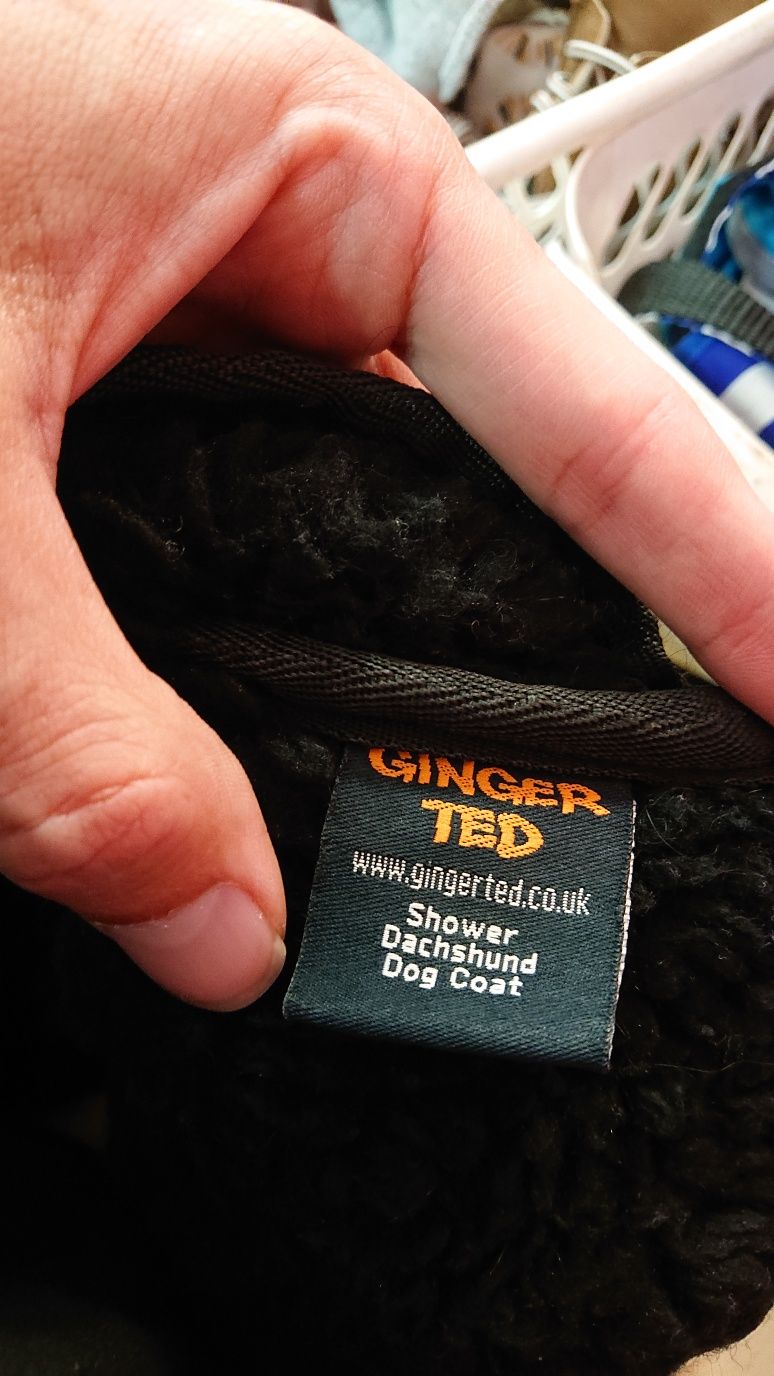 GINGER
TED
www.gingerted.co.uk
Shower
Dachshund
Dog Coat